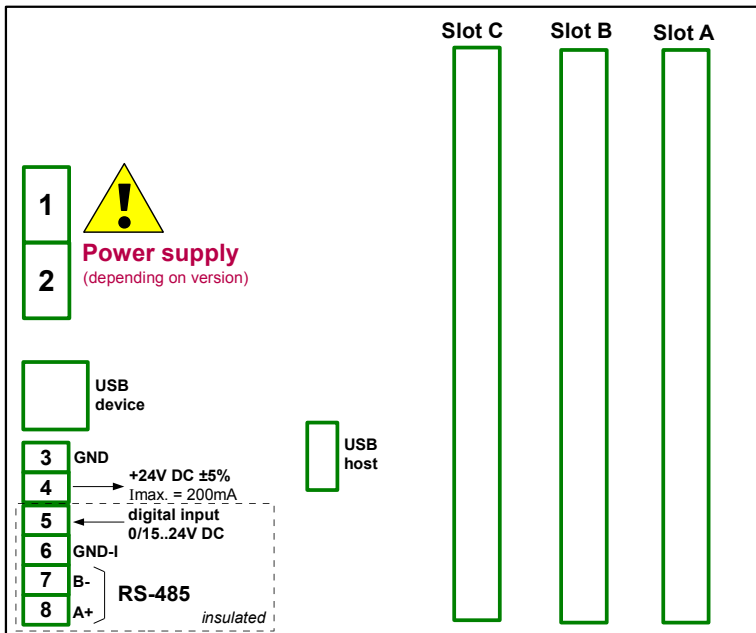 Slot C
Slot B
Slot A
1
Power supply
2
(depending on version)
USB
device
USB
host
3 GND
4
+24V DC ±5%
Imax. = 200mA
5
digital input
0/15..24V DC
6 GND-I
7 B-
RS-485
8 A+
insulated